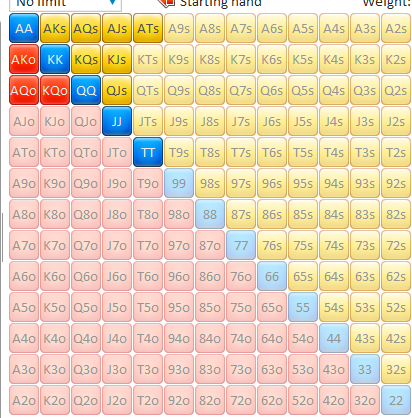 No limit Starting hand Weight:
AA AKs AQs AJs ATs A9s A8s A7s A6s A5s A4s A3s A2s
AKo KK KQs KJs KTs K9s K8s K7s K6s K5s K4s K3s K2s
AQo KQo QQ QJs QTs Q9s Q8s Q7s Q6s Q5s Q4s Q3s Q2s
AJo KJo QJo JJ JTs J9s J8s J7s J6s J5s J4s J3s J2s
ATo KTo QTo JTo TT T9s T8s T7s T6s T5s T4s T3s T2s
A9o K9o Q9o J9o T9o 99 98s 97s 96s 95s 94s 93s 92s
A8o K8o Q8o J8o T8o 98o 88 87s 86s 85s 84s 83s 82s
A7o K7o Q7o J7o T7o 97o 87o 77 76s 75s 74s 73s 72s
A6o K6o Q6o J6o T6o 96o 86o 76o 66 65s 64s 63s 62s
A5o K5o Q5o J5o T5o 95o 85o 75o 65o 55 54s 53s 52s
A4o K4o Q4o J4o T4o 94o 84o 74o 64o 54o 44 43s 42s
A3o K3o Q3o J3o T3o 93o 83o 73o 63o 53o 43o 33 32s
A2o K2o Q2o J2o T2o 92o 82o 72o 62o 52o 42o 32o 22